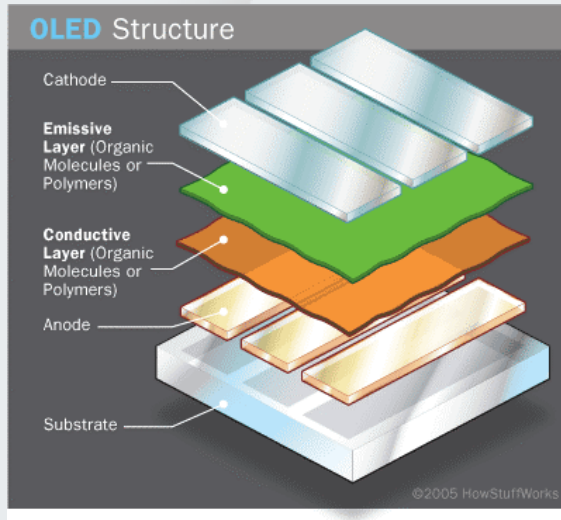 OLED Structure
Cathode
Emissive
Layer (Organic
Molecules or
Polymers)
Conductive
Layer (Organic
Molecules or
Polymers)
Anode
Substrate
©2005 HowStuffWorks